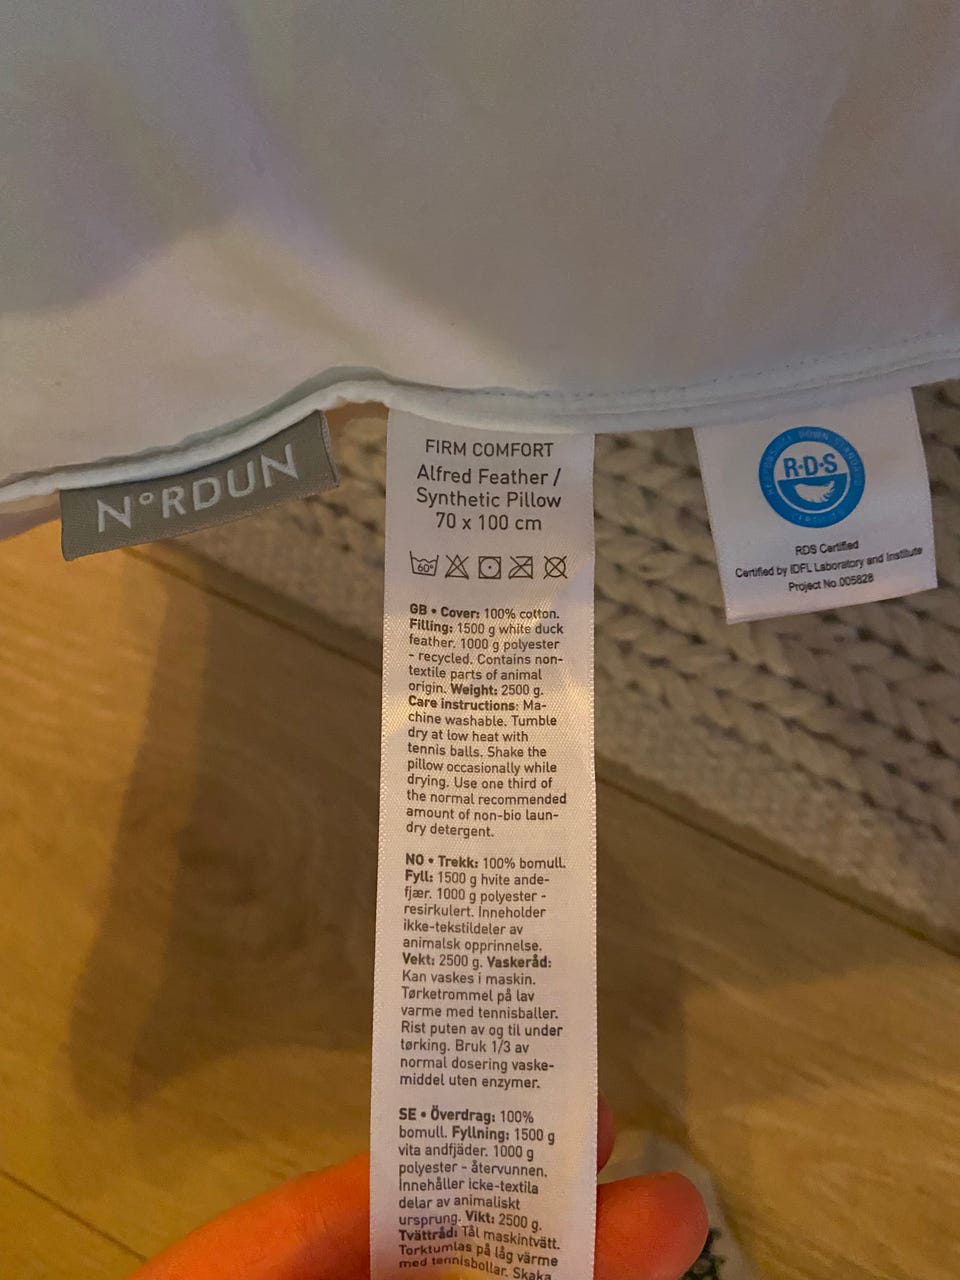 N°RDUN
FIRM COMFORT
Alfred Feather /
Synthetic Pillow
70 x 100 cm
60°
GB • Cover: 100% cotton.
Filling: 1500 g white duck
feather. 1000 g polyester
- recycled. Contains non-
textile parts of animal
origin. Weight: 2500 g.
Care instructions: Ma-
chine washable. Tumble
dry at low heat with
tennis balls. Shake the
pillow occasionally while
drying. Use one third of
the normal recommended
amount of non-bio laun-
dry detergent.
NO • Trekk: 100% bomull.
Fyll: 1500 g hvite ande-
fjær. 1000 g polyester -
resirkulert. Inneholder
ikke-tekstildeler av
animalsk opprinnelse.
Vekt: 2500 g. Vaskeråd:
Kan vaskes i maskin.
Tørketrommel på lav
varme med tennisballer.
Rist puten av og til under
tørking. Bruk 1/3 av
normal dosering vaske-
middel uten enzymer.
SE • Överdrag: 100%
bomull. Fyllning: 1500 g
vita andfjäder. 1000 g
polyester - återvunnen.
Innehåller icke-textila
delar av animaliskt
ursprung. Vikt: 2500 g.
Tvättråd: Tål maskintvätt.
Torktumlas på låg värme
med tennisbollar. Skaka
RESPONSIBLE DOWN STANDARD
R·D·S
CERTIFIED
RDS Certified
Certified by IDFL Laboratory and Institute
Project No.005828